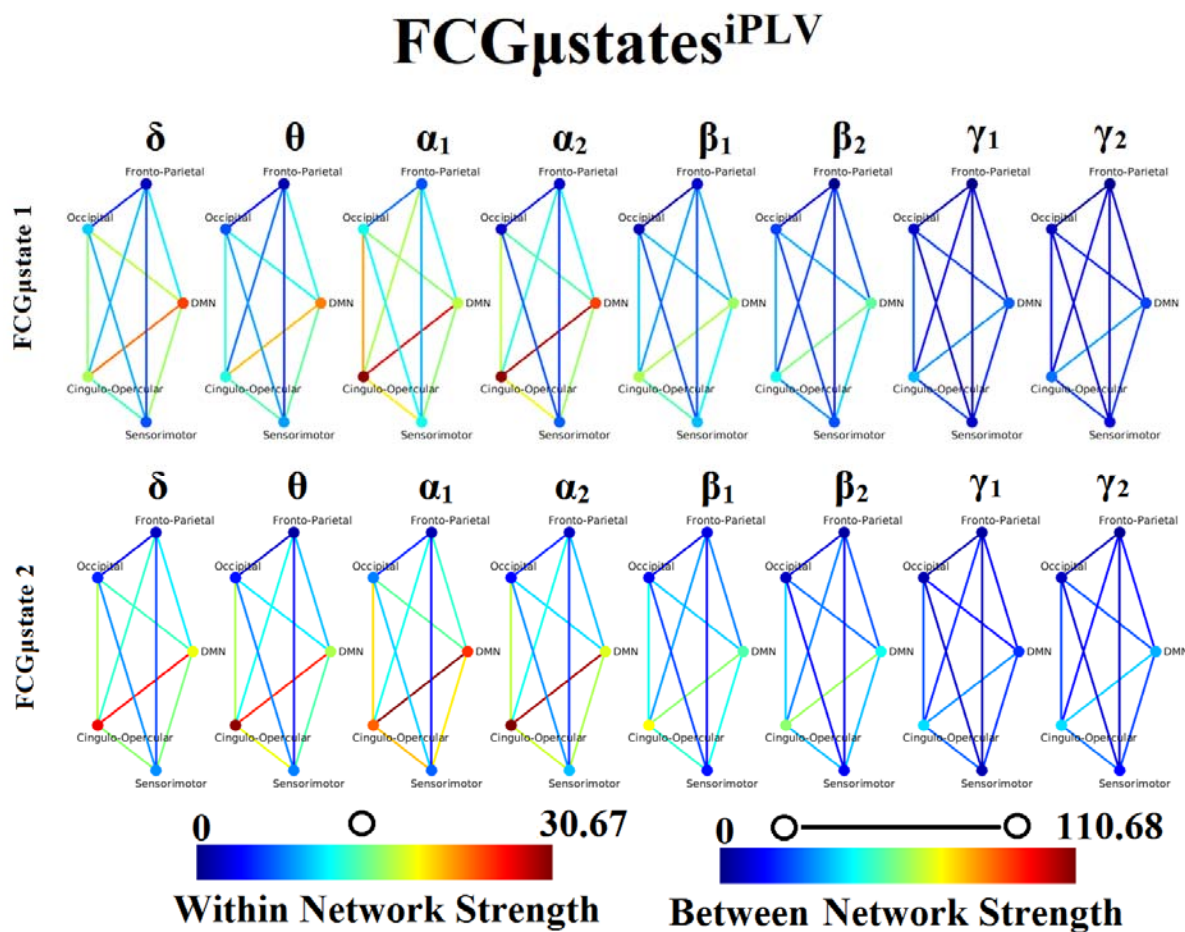 FCGμstates^iPLV
δ θ α₁ α₂ β₁ β₂ γ₁ γ₂
FCGμstate 1
Fronto-Parietal Fronto-Parietal Fronto-Parietal Fronto-Parietal Fronto-Parietal Fronto-Parietal Fronto-Parietal Fronto-Parietal
Occipital Occipital Occipital Occipital Occipital Occipital Occipital Occipital
DMN DMN DMN DMN DMN DMN DMN DMN
Cingulo-Opercular Cingulo-Opercular Cingulo-Opercular Cingulo-Opercular Cingulo-Opercular Cingulo-Opercular Cingulo-Opercular Cingulo-Opercular
Sensorimotor Sensorimotor Sensorimotor Sensorimotor Sensorimotor Sensorimotor Sensorimotor Sensorimotor
δ θ α₁ α₂ β₁ β₂ γ₁ γ₂
FCGμstate 2
Fronto-Parietal Fronto-Parietal Fronto-Parietal Fronto-Parietal Fronto-Parietal Fronto-Parietal Fronto-Parietal Fronto-Parietal
Occipital Occipital Occipital Occipital Occipital Occipital Occipital Occipital
DMN DMN DMN DMN DMN DMN DMN DMN
Cingulo-Opercular Cingulo-Opercular Cingulo-Opercular Cingulo-Opercular Cingulo-Opercular Cingulo-Opercular Cingulo-Opercular Cingulo-Opercular
Sensorimotor Sensorimotor Sensorimotor Sensorimotor Sensorimotor Sensorimotor Sensorimotor Sensorimotor
0 30.67
Within Network Strength
0 110.68
Between Network Strength